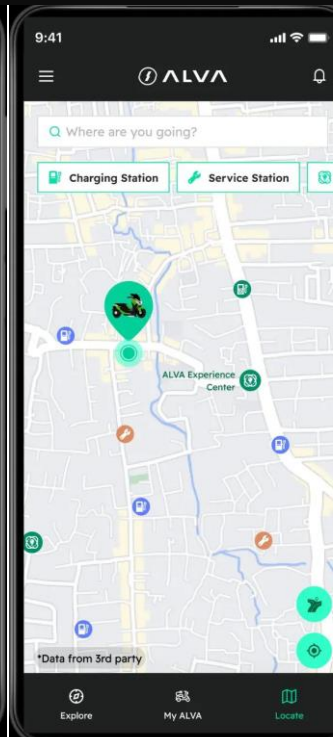 9:41
ALVA
Where are you going?
Charging Station
Service Station
ALVA Experience
Center
*Data from 3rd party
Explore
My ALVA
Locate